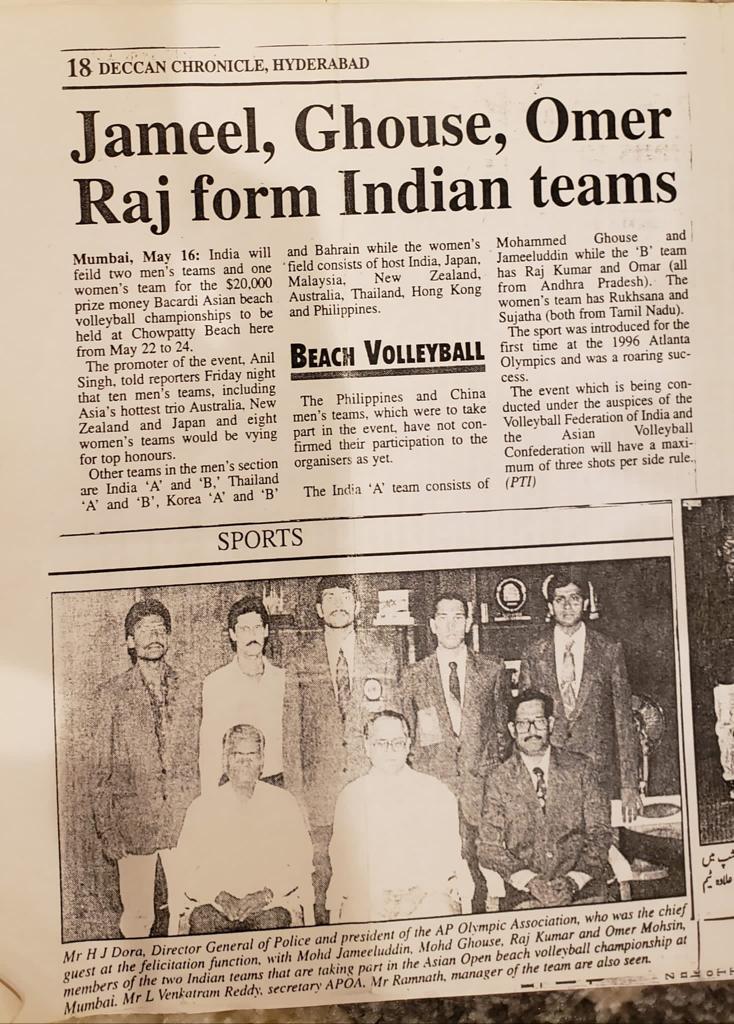 18 DECCAN CHRONICLE, HYDERABAD
Jameel, Ghouse, Omer
Raj form Indian teams
Mumbai, May 16: India will
feild two men's teams and one
women's team for the $20,000
prize money Bacardi Asian beach
volleyball championships to be
held at Chowpatty Beach here
from May 22 to 24.
The promoter of the event, Anil
Singh, told reporters Friday night
that ten men's teams, including
Asia's hottest trio Australia, New
Zealand and Japan and eight
women's teams would be vying
for top honours.
Other teams in the men's section
are India 'A' and 'B,' Thailand
'A' and 'B', Korea 'A' and 'B'
and Bahrain while the women's
field consists of host India, Japan,
Malaysia, New Zealand,
Australia, Thailand, Hong Kong
and Philippines.
BEACH VOLLEYBALL
The Philippines and China
men's teams, which were to take
part in the event, have not con-
firmed their participation to the
organisers as yet.
The India 'A' team consists of
Mohammed Ghouse and
Jameeluddin while the 'B' team
has Raj Kumar and Omar (all
from Andhra Pradesh). The
women's team has Rukhsana and
Sujatha (both from Tamil Nadu).
The sport was introduced for the
first time at the 1996 Atlanta
Olympics and was a roaring suc-
cess.
The event which is being con-
ducted under the auspices of the
Volleyball Federation of India and
the Asian Volleyball
Confederation will have a maxi-
mum of three shots per side rule.
(PTI)
SPORTS
Mr H J Dora, Director General of Police and president of the AP Olympic Association, who was the chief
guest at the felicitation function, with Mohd Jameeluddin, Mohd Ghouse, Raj Kumar and Omer Mohsin,
members of the two Indian teams that are taking part in the Asian Open beach volleyball championship at
Mumbai. Mr L Venkatram Reddy, secretary APOA, Mr Ramnath, manager of the team are also seen.